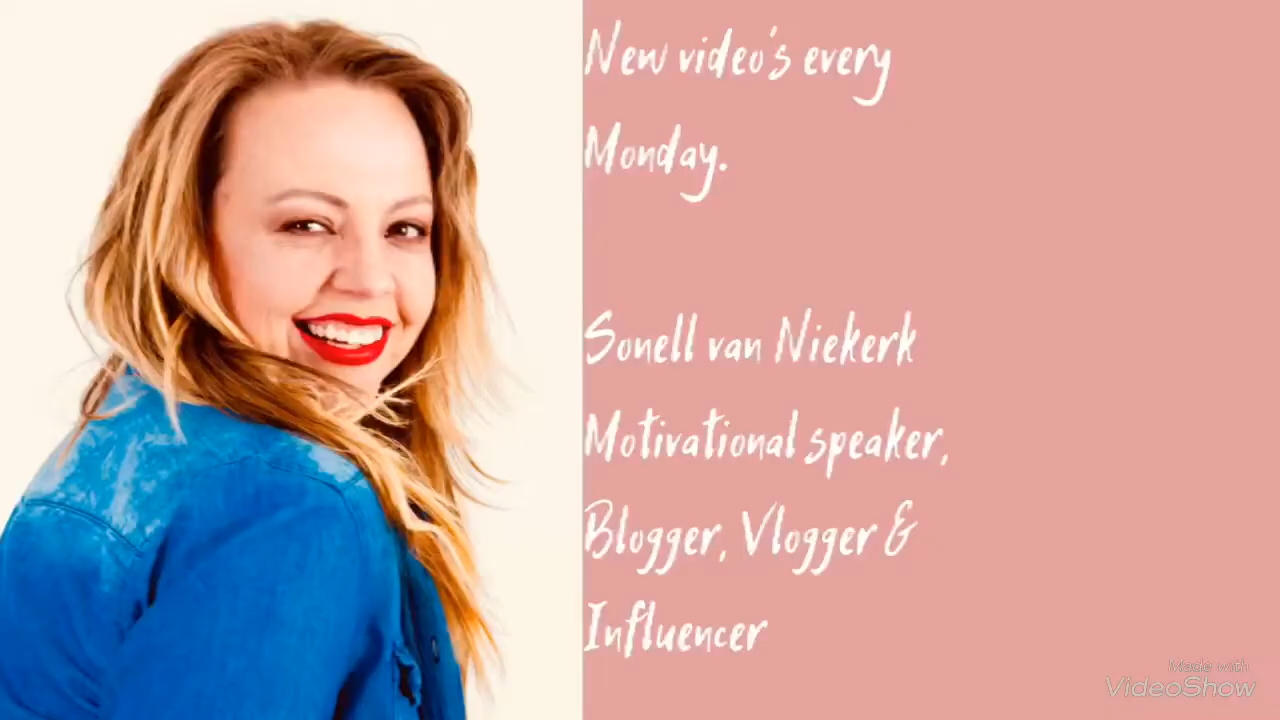 New video's every
Monday.
Sonell van Niekerk
Motivational speaker,
Blogger, Vlogger &
Influencer
Made with
VideoShow